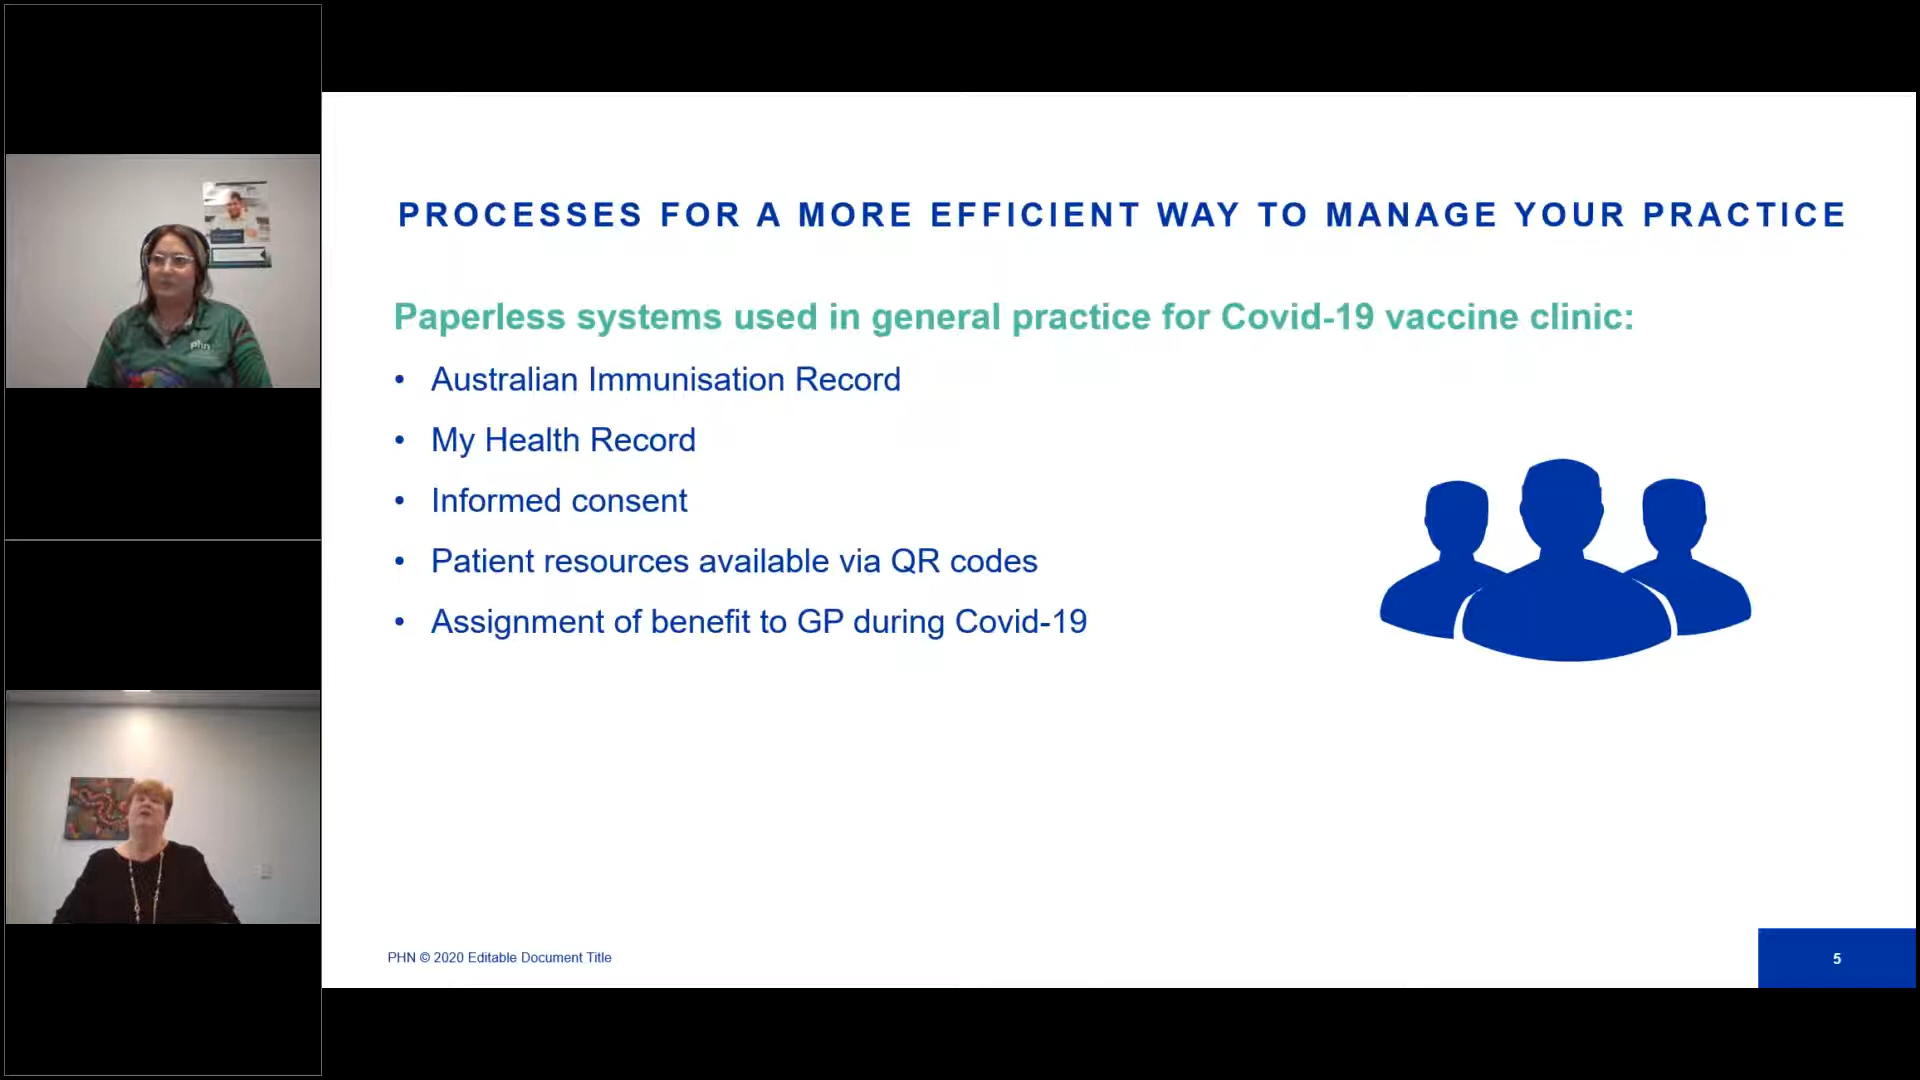 PROCESSES FOR A MORE EFFICIENT WAY TO MANAGE YOUR PRACTICE
Paperless systems used in general practice for Covid-19 vaccine clinic:
• Australian Immunisation Record
• My Health Record
• Informed consent
• Patient resources available via QR codes
• Assignment of benefit to GP during Covid-19
PHN © 2020 Editable Document Title
5
phn